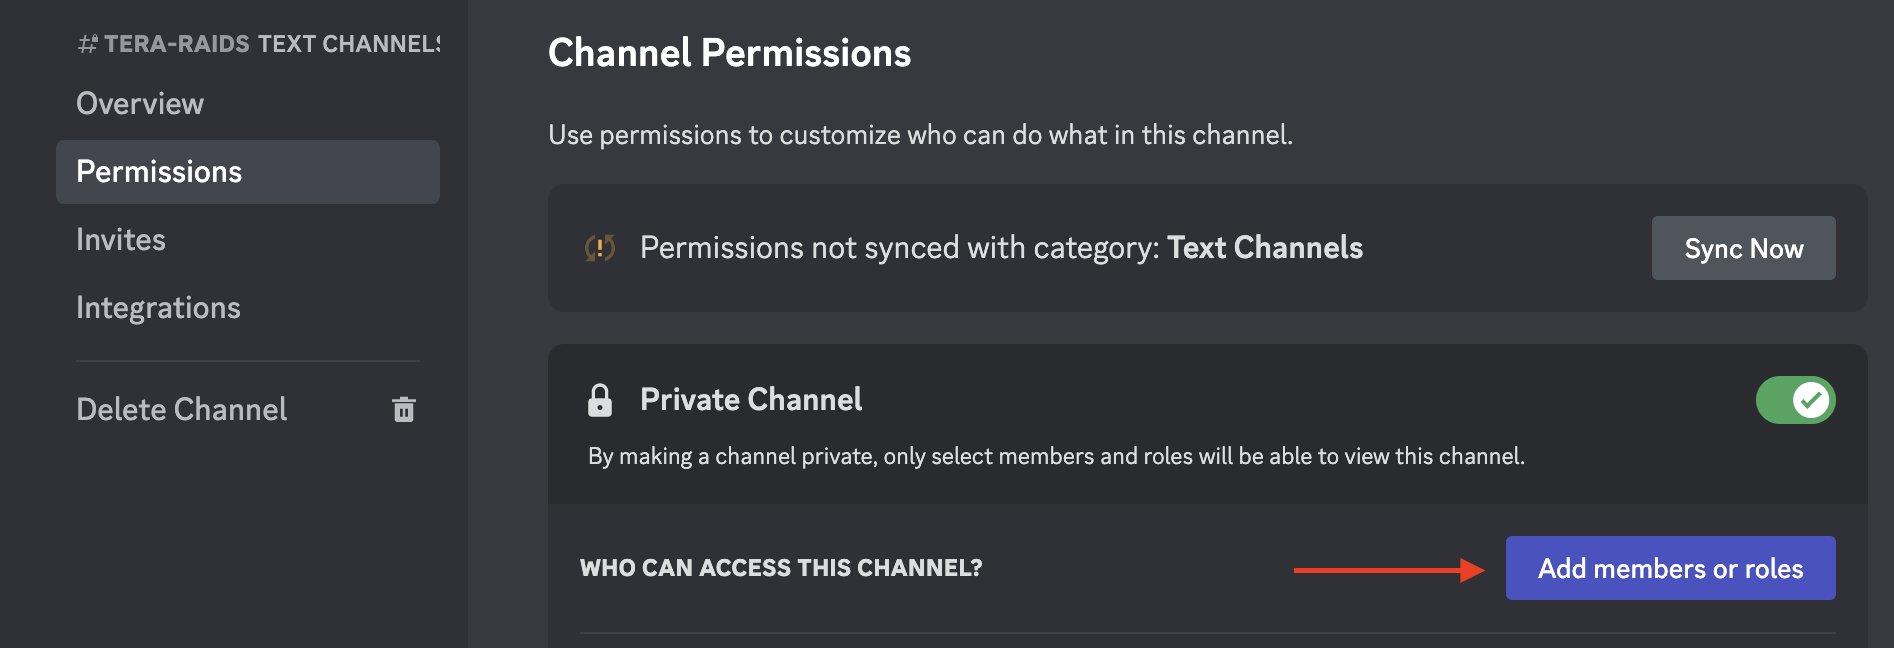 #TERA-RAIDS TEXT CHANNELS
Overview
Permissions
Invites
Integrations
Delete Channel
Channel Permissions
Use permissions to customize who can do what in this channel.
Permissions not synced with category: Text Channels
Sync Now
Private Channel
By making a channel private, only select members and roles will be able to view this channel.
WHO CAN ACCESS THIS CHANNEL?
Add members or roles